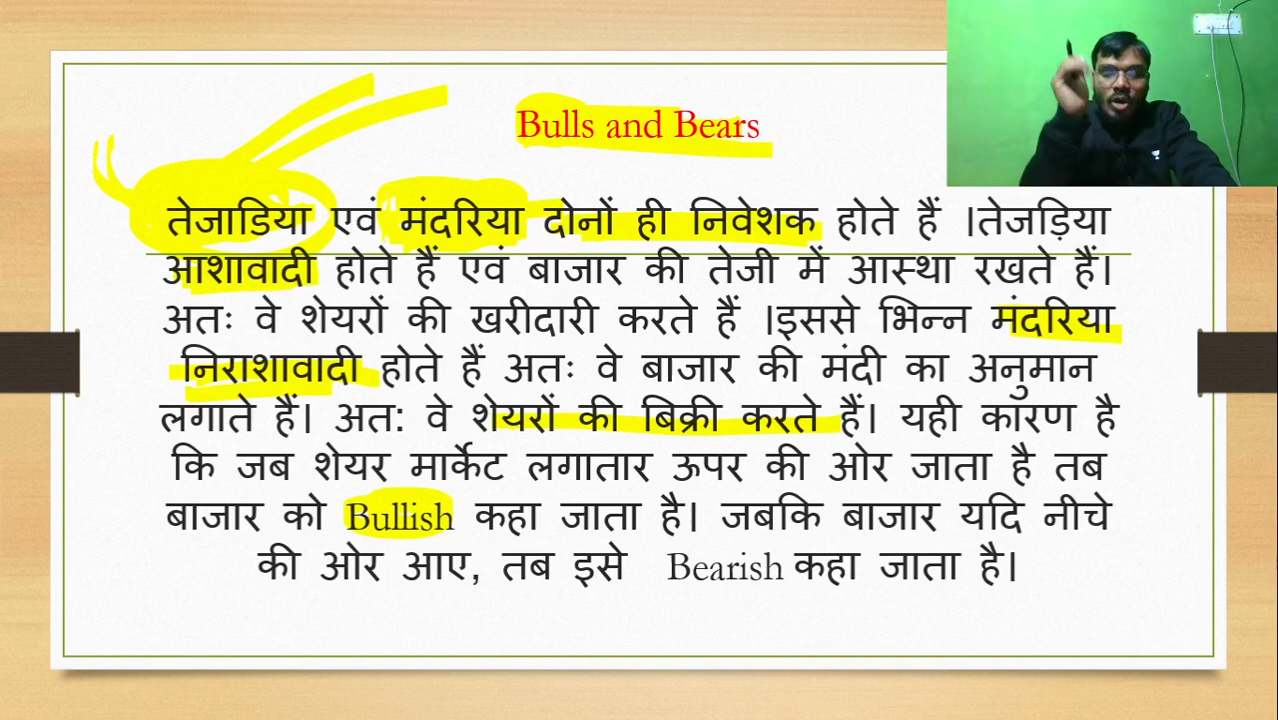 Bulls and Bears
तेजाडिया एवं मंदरिया दोनों ही निवेशक होते हैं ।तेजड़िया
आशावादी होते हैं एवं बाजार की तेजी में आस्था रखते हैं।
अतः वे शेयरों की खरीदारी करते हैं ।इससे भिन्न मंदरिया
निराशावादी होते हैं अतः वे बाजार की मंदी का अनुमान
लगाते हैं। अत: वे शेयरों की बिक्री करते हैं। यही कारण है
कि जब शेयर मार्केट लगातार ऊपर की ओर जाता है तब
बाजार को Bullish कहा जाता है। जबकि बाजार यदि नीचे
की ओर आए, तब इसे Bearish कहा जाता है।